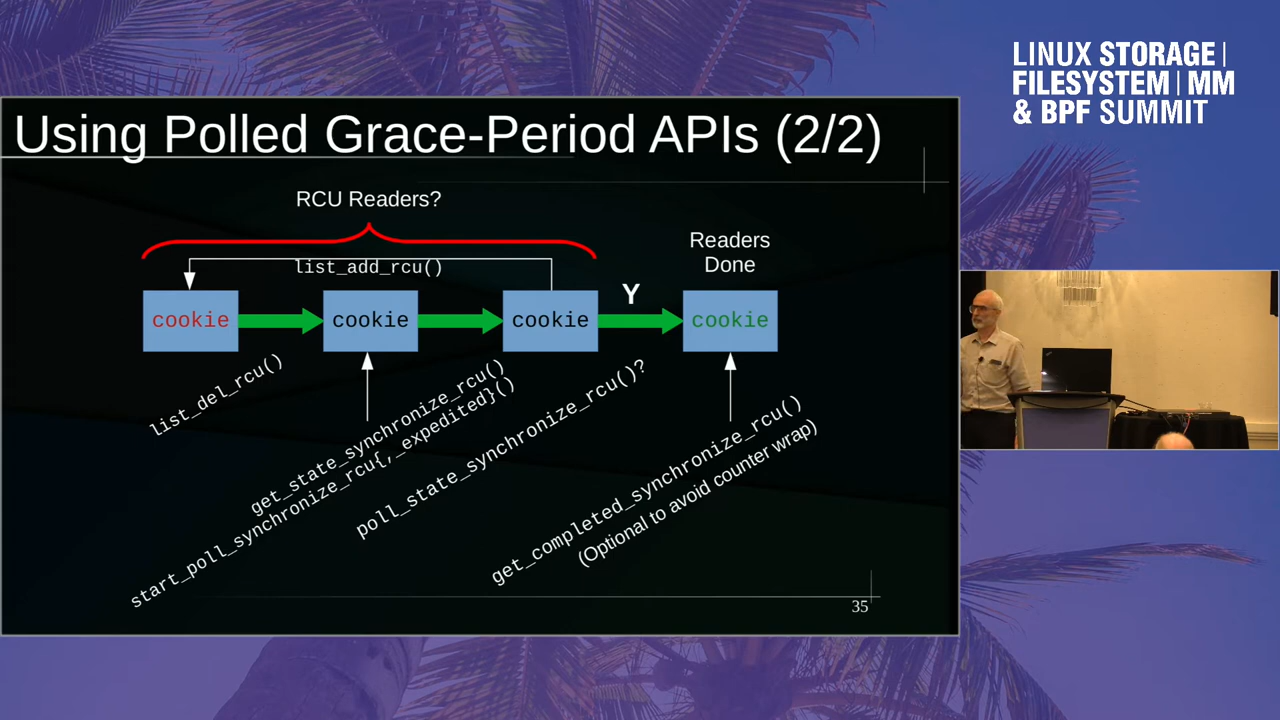 LINUX STORAGE |
FILESYSTEM | MM
& BPF SUMMIT
Using Polled Grace-Period APIs (2/2)
RCU Readers?
Readers
Done
list_add_rcu()
Y
cookie
cookie
cookie
cookie
list_del_rcu()
get_state_synchronize_rcu()
start_poll_synchronize_rcu{,_expedited}()
poll_state_synchronize_rcu()?
get_completed_synchronize_rcu()
(Optional to avoid counter wrap)
35